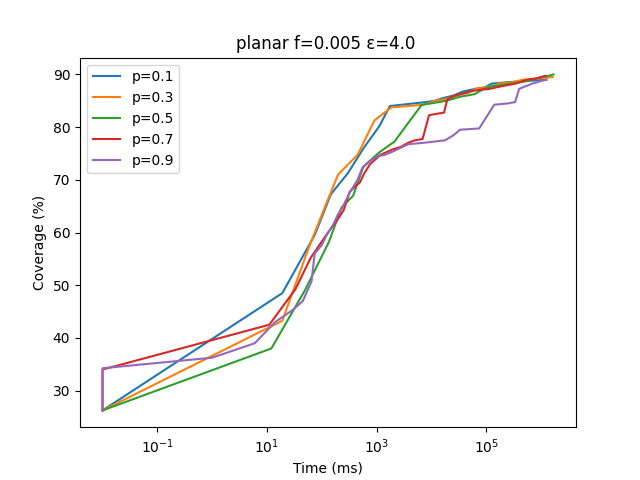 planar f=0.005 ε=4.0
p=0.1
p=0.3
p=0.5
p=0.7
p=0.9
90
80
70
60
50
40
30
Coverage (%)
10⁻¹ 10¹ 10³ 10⁵
Time (ms)